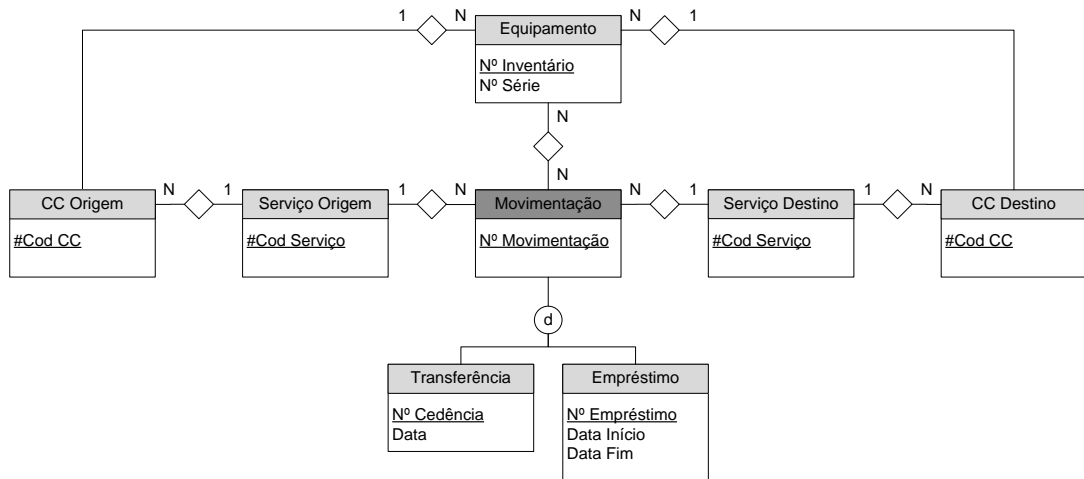 1 N Equipamento N 1
Nº Inventário
Nº Série
N
N
CC Origem N 1 Serviço Origem 1 N Movimentação N 1 Serviço Destino 1 N CC Destino
#Cod CC #Cod Serviço Nº Movimentação #Cod Serviço #Cod CC
d
Transferência Empréstimo
Nº Cedência Nº Empréstimo
Data Data Início
Data Fim